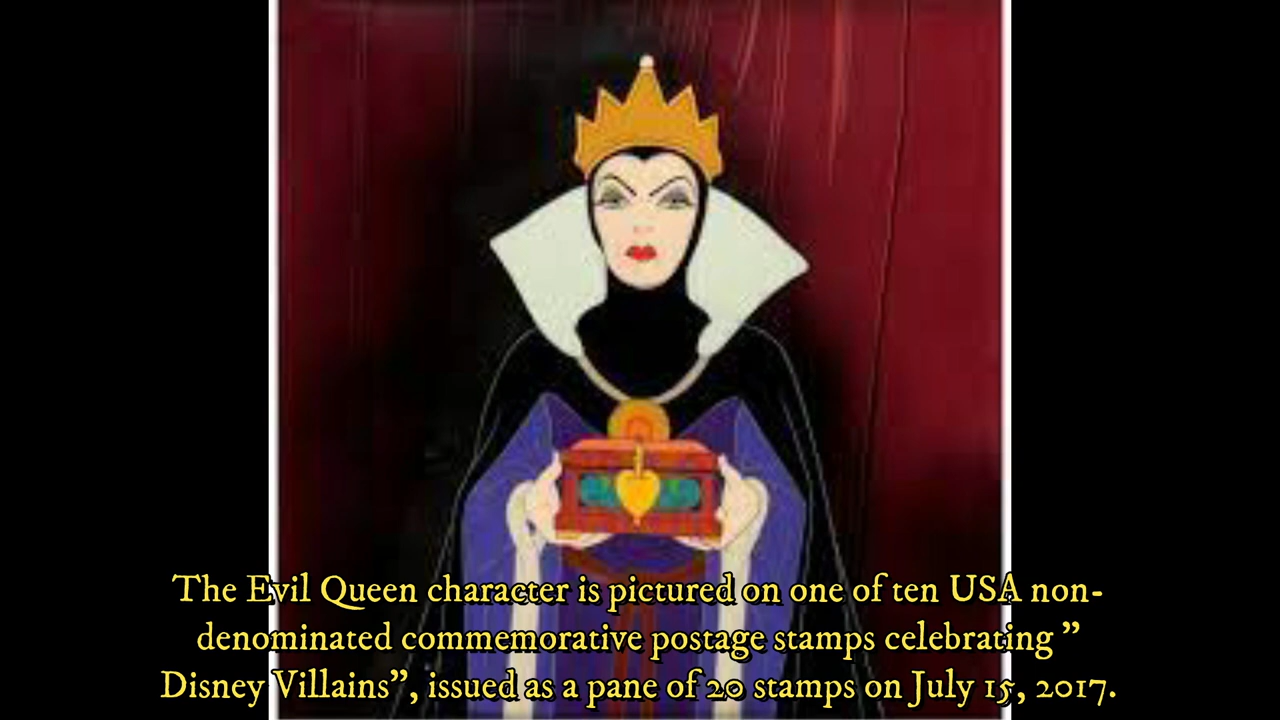 The Evil Queen character is pictured on one of ten USA non-
denominated commemorative postage stamps celebrating ”
Disney Villains”, issued as a pane of 20 stamps on July 15, 2017.